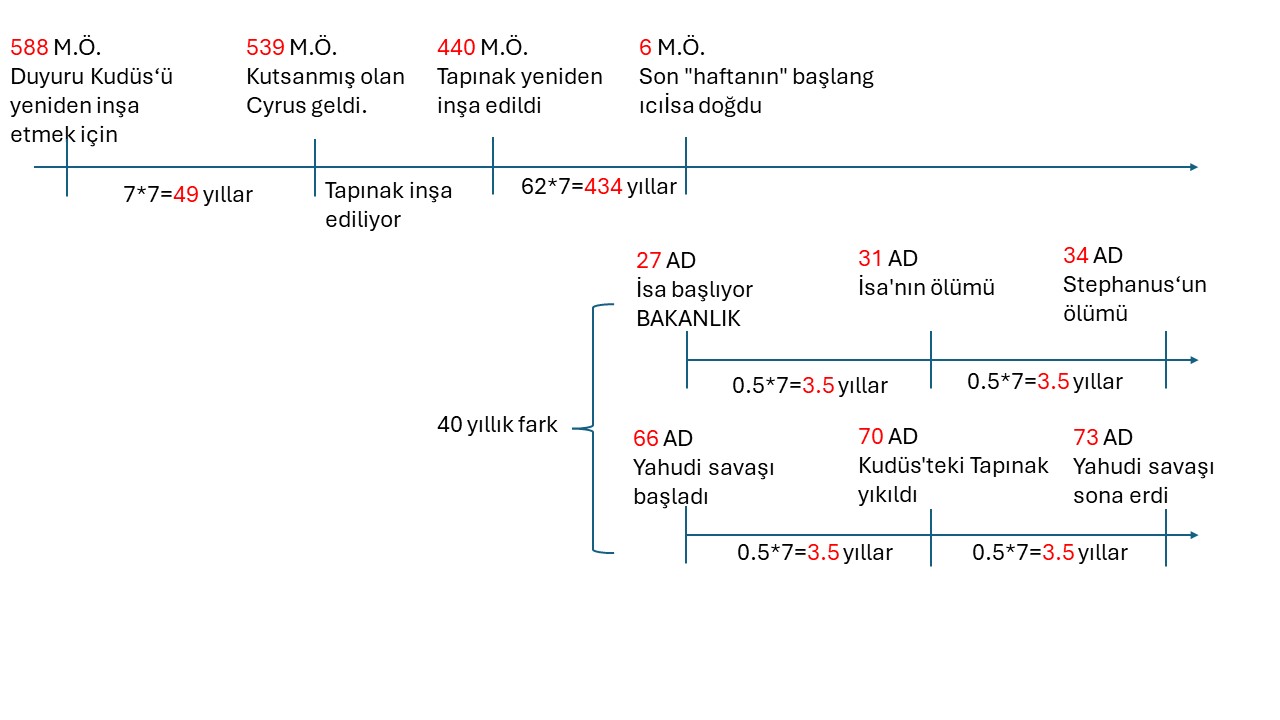 588 M.Ö.
Duyuru Kudüs‘ü
yeniden inşa
etmek için
539 M.Ö.
Kutsanmış olan
Cyrus geldi.
440 M.Ö.
Tapınak yeniden
inşa edildi
6 M.Ö.
Son "haftanın" başlang
ıcıİsa doğdu
7*7=49 yıllar
Tapınak inşa
ediliyor
62*7=434 yıllar
27 AD
İsa başlıyor
BAKANLIK
31 AD
İsa'nın ölümü
34 AD
Stephanus‘un
ölümü
0.5*7=3.5 yıllar
0.5*7=3.5 yıllar
40 yıllık fark
66 AD
Yahudi savaşı
başladı
70 AD
Kudüs'teki Tapınak
yıkıldı
73 AD
Yahudi savaşı
sona erdi
0.5*7=3.5 yıllar
0.5*7=3.5 yıllar